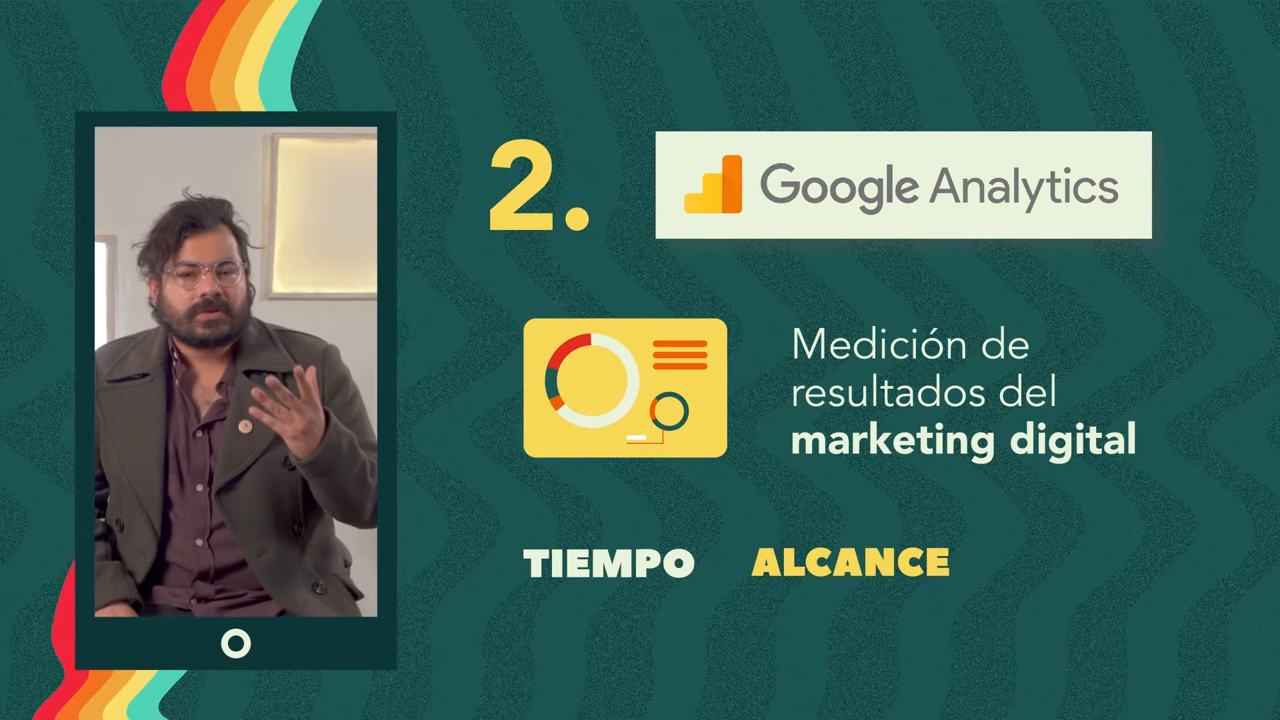 2.
Google Analytics
Medición de
resultados del
marketing digital
TIEMPO ALCANCE